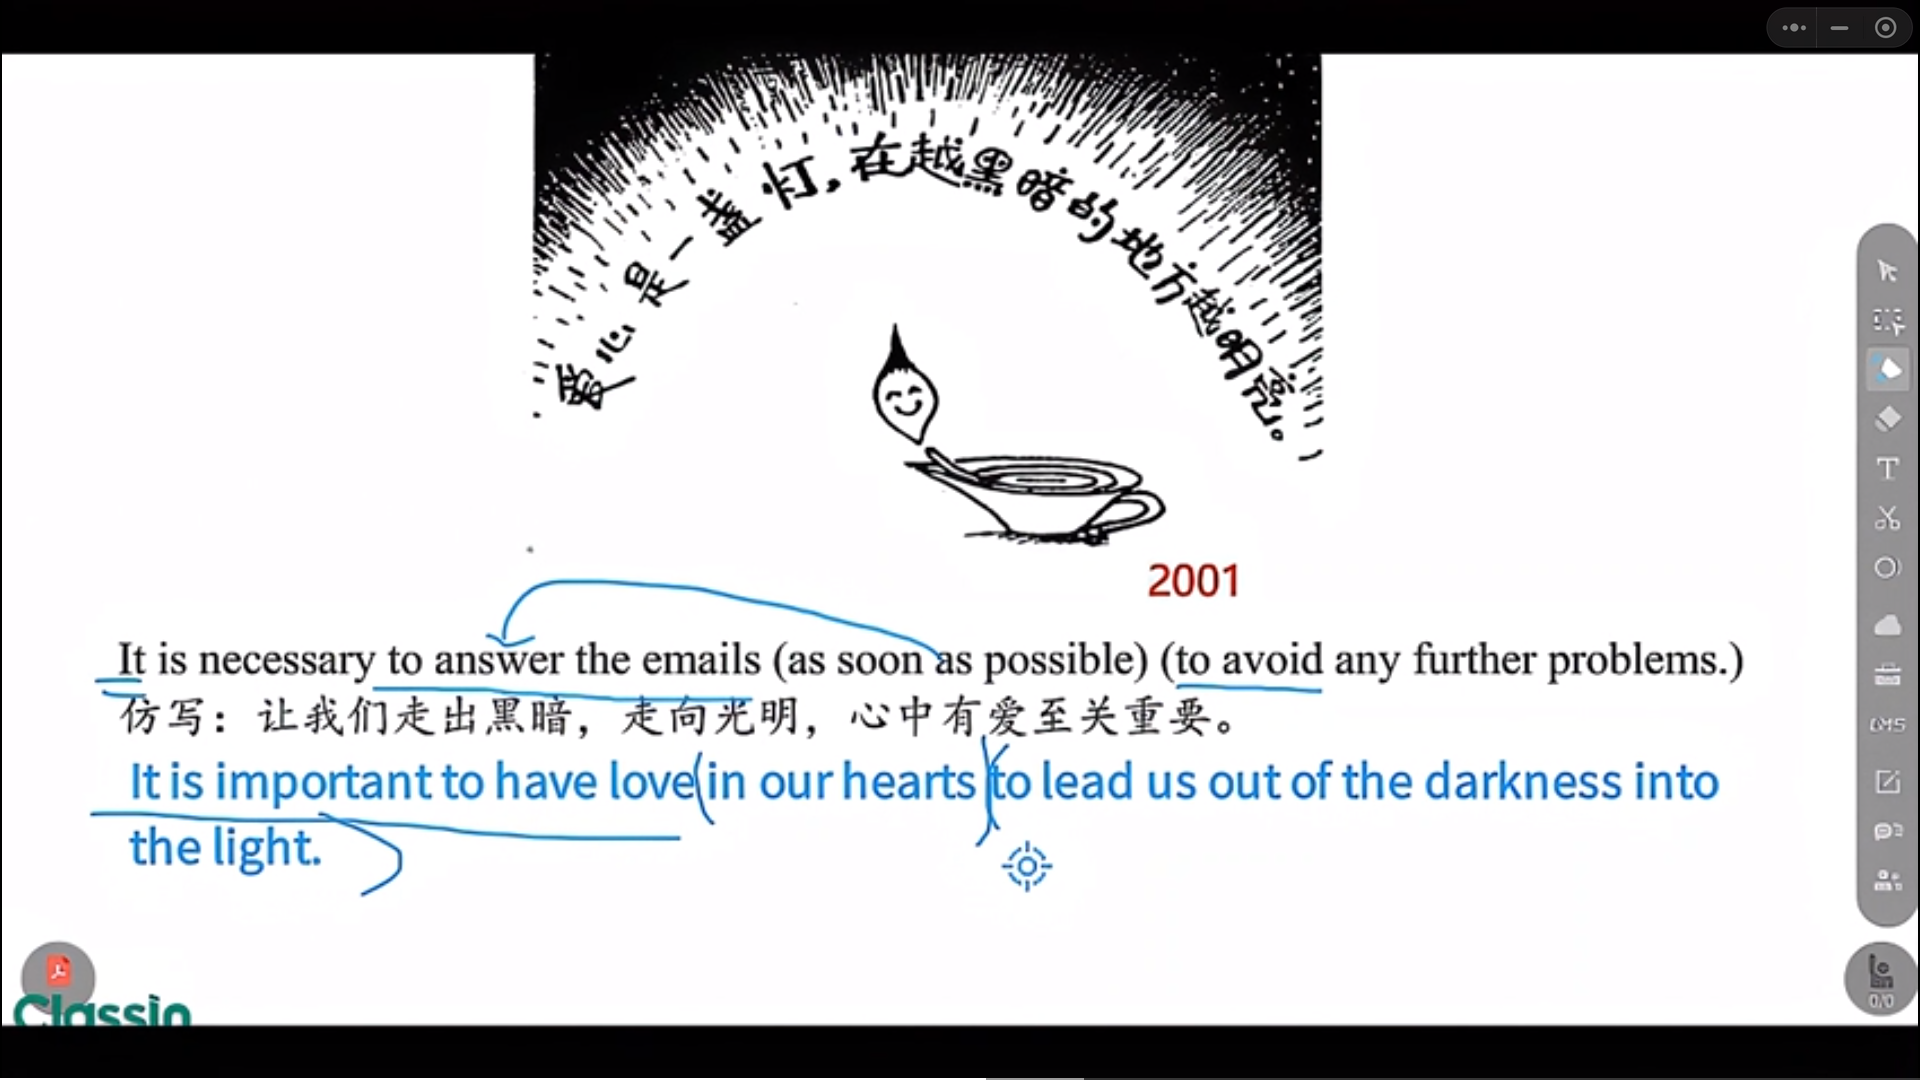 爱心是一盏灯,在越黑暗的地方越明亮。
2001
It is necessary to answer the emails (as soon as possible) (to avoid any further problems.)
仿写：让我们走出黑暗，走向光明，心中有爱至关重要。
It is important to have love(in our hearts)(to lead us out of the darkness into
the light.)
T
LMS
0/0
Classin